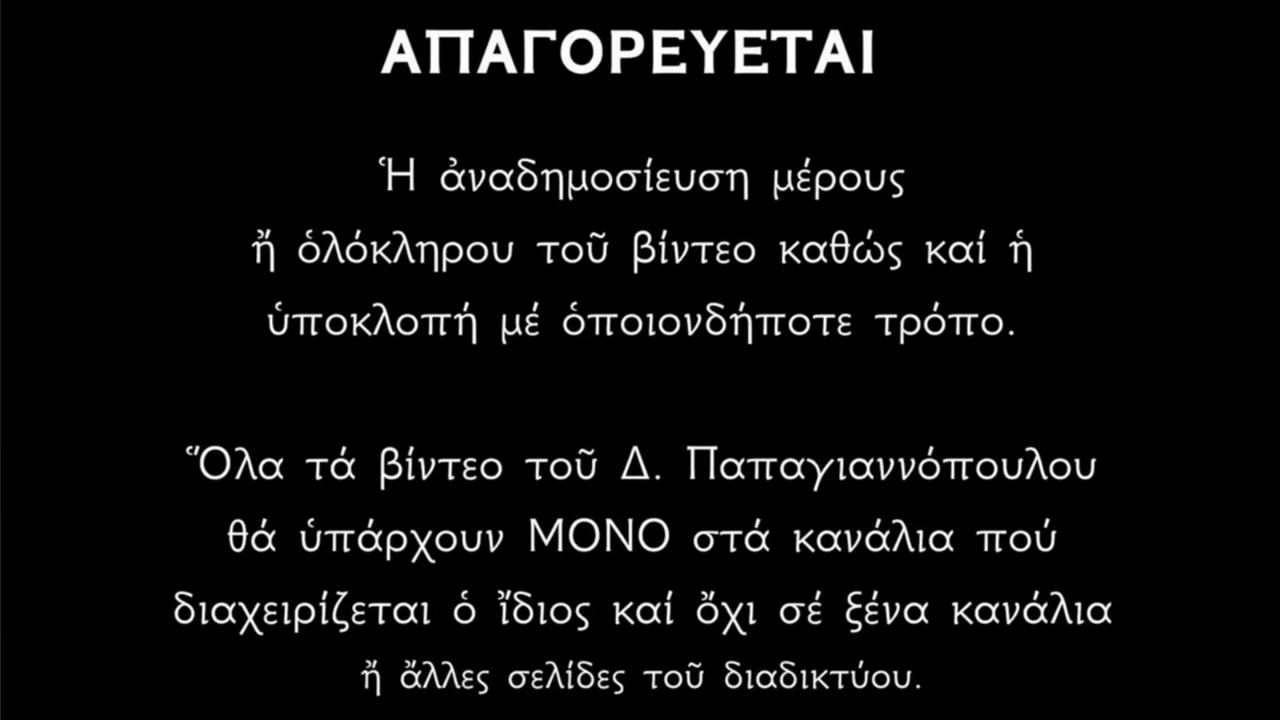 ΑΠΑΓΟΡΕΥΕΤΑΙ
Ἡ ἀναδημοσίευση μέρους
ἤ ὁλόκληρου τοῦ βίντεο καθώς καί ἡ
ὑποκλοπή μέ ὁποιονδήποτε τρόπο.
Ὅλα τά βίντεο τοῦ Δ. Παπαγιαννόπουλου
θά ὑπάρχουν ΜΟΝΟ στά κανάλια πού
διαχειρίζεται ὁ ἴδιος καί ὄχι σέ ξένα κανάλια
ἤ ἄλλες σελίδες τοῦ διαδικτύου.